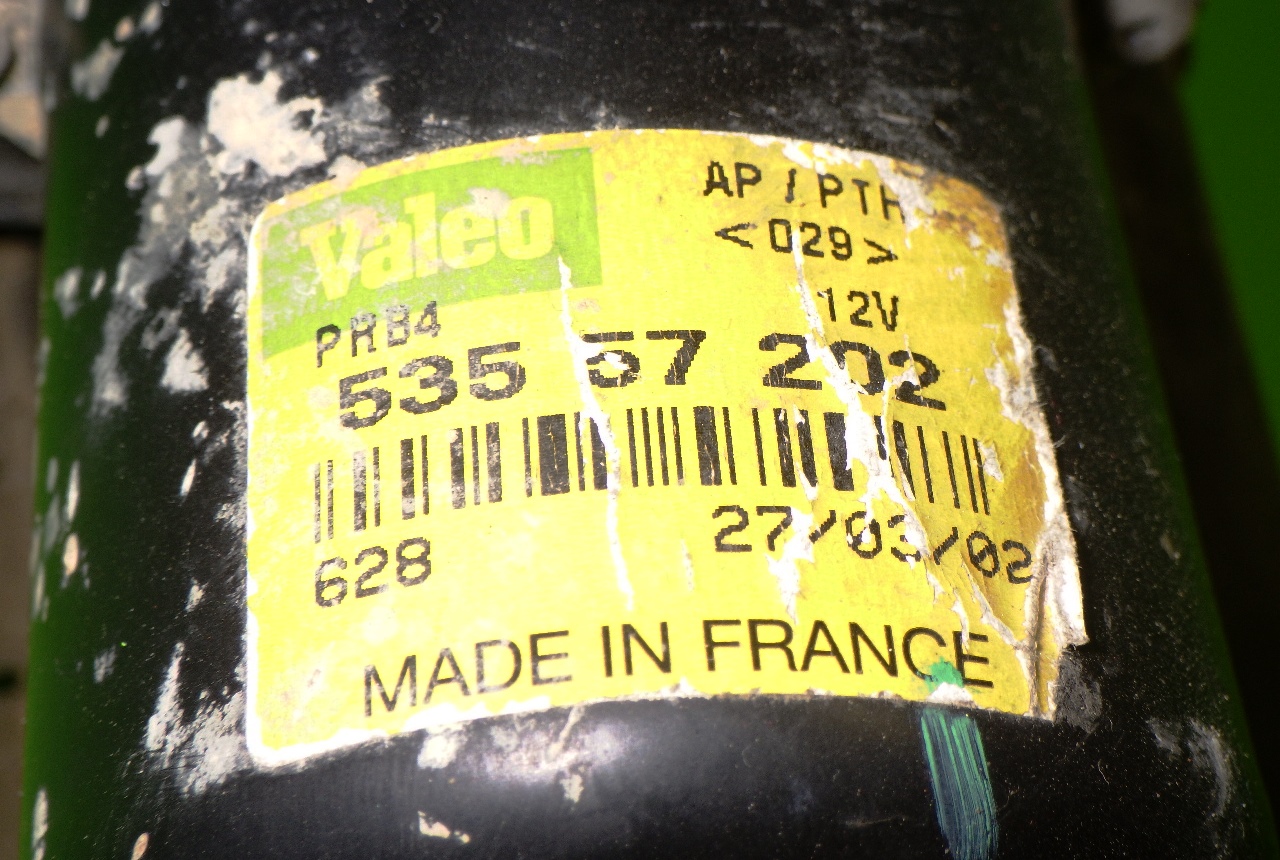 Valeo
AP / PTH
<029>
PRB4
12V
535 57 202
628
27/03/02
MADE IN FRANCE